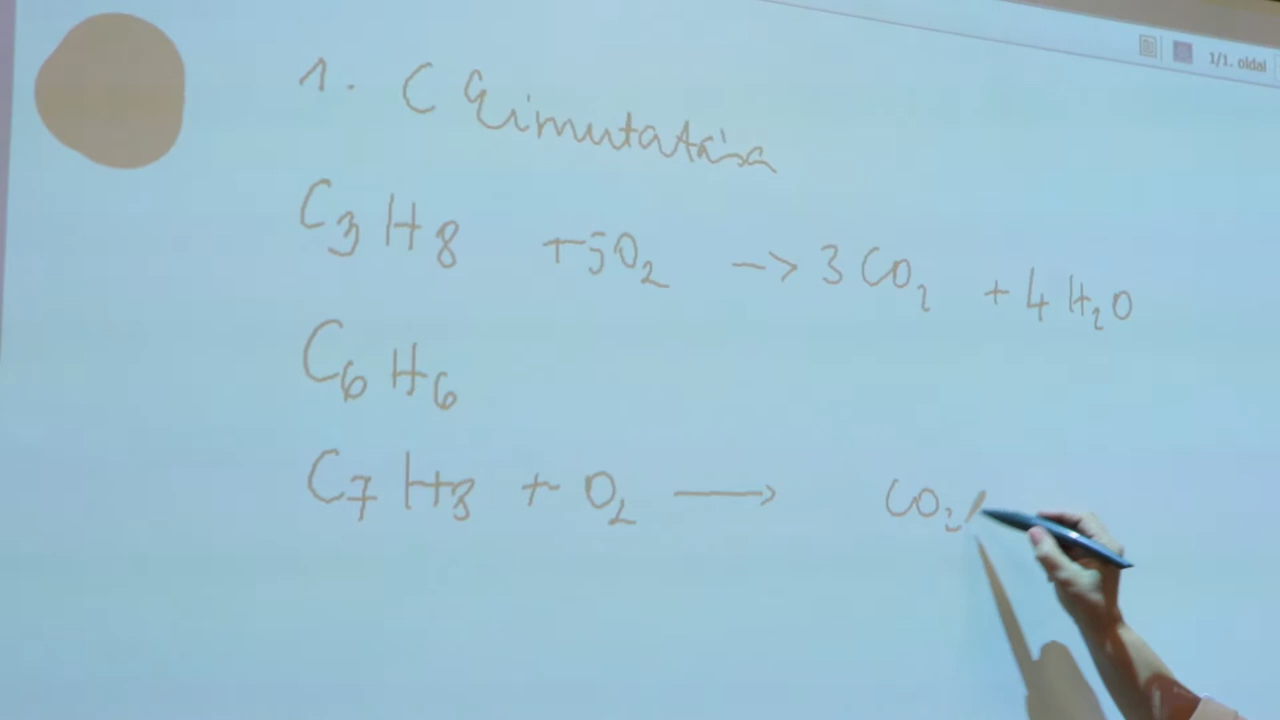 1/1. oldal
1. C kimutatása
C₃H₈ + 5O₂ -> 3CO₂ + 4H₂O
C₆H₆
C₇H₈ + O₂ → CO₂